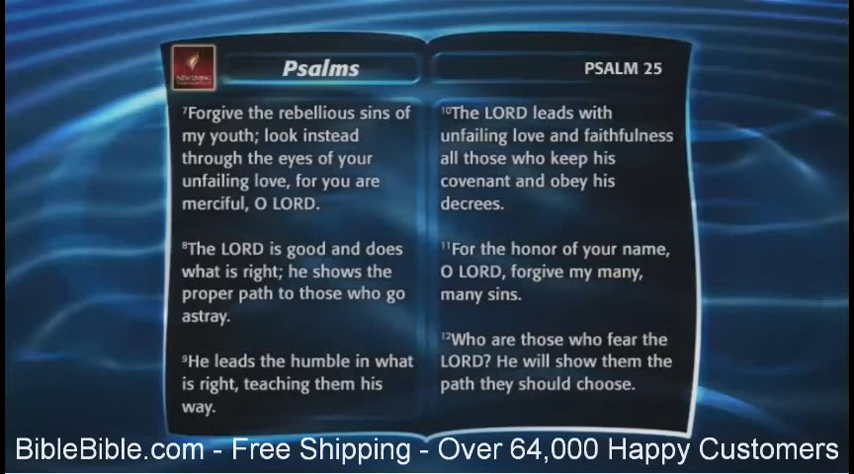 NEW LIVING
Psalms
PSALM 25
⁷Forgive the rebellious sins of
my youth; look instead
through the eyes of your
unfailing love, for you are
merciful, O LORD.
⁸The LORD is good and does
what is right; he shows the
proper path to those who go
astray.
⁹He leads the humble in what
is right, teaching them his
way.
¹⁰The LORD leads with
unfailing love and faithfulness
all those who keep his
covenant and obey his
decrees.
¹¹For the honor of your name,
O LORD, forgive my many,
many sins.
¹²Who are those who fear the
LORD? He will show them the
path they should choose.
BibleBible.com - Free Shipping - Over 64,000 Happy Customers